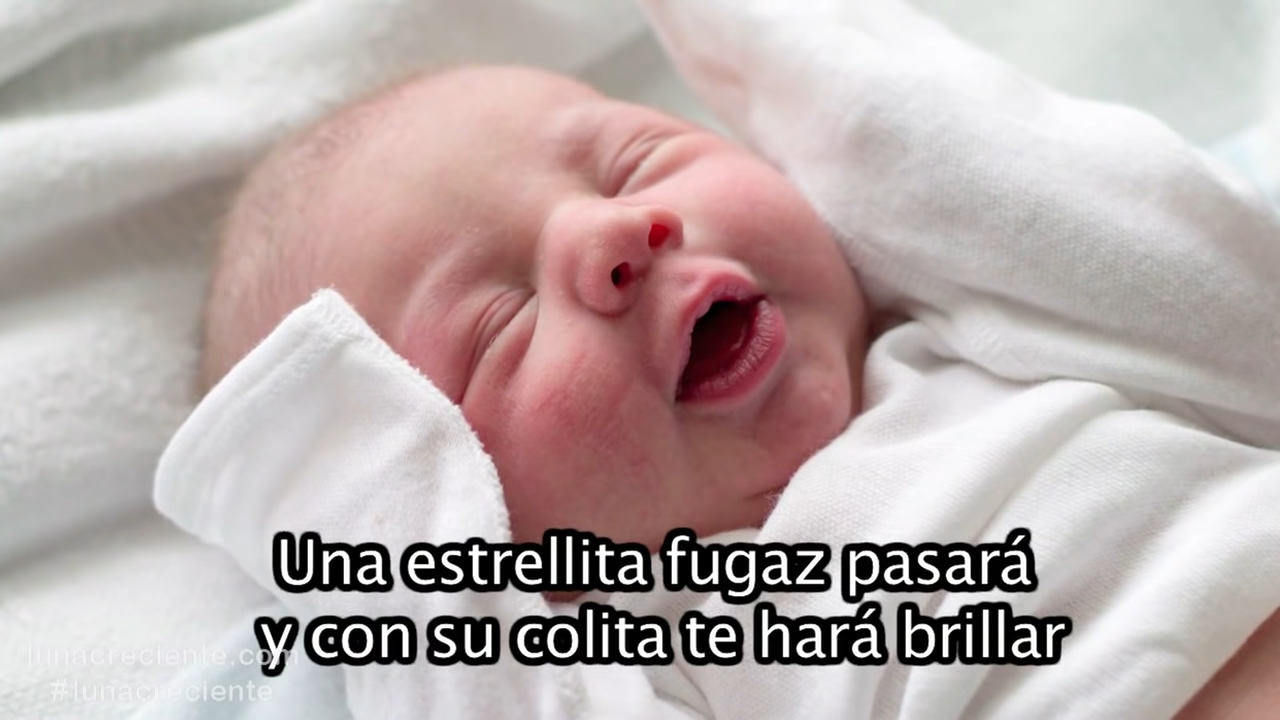 Una estrellita fugaz pasará
y con su colita te hará brillar
lunacreciente.com
#lunacreciente